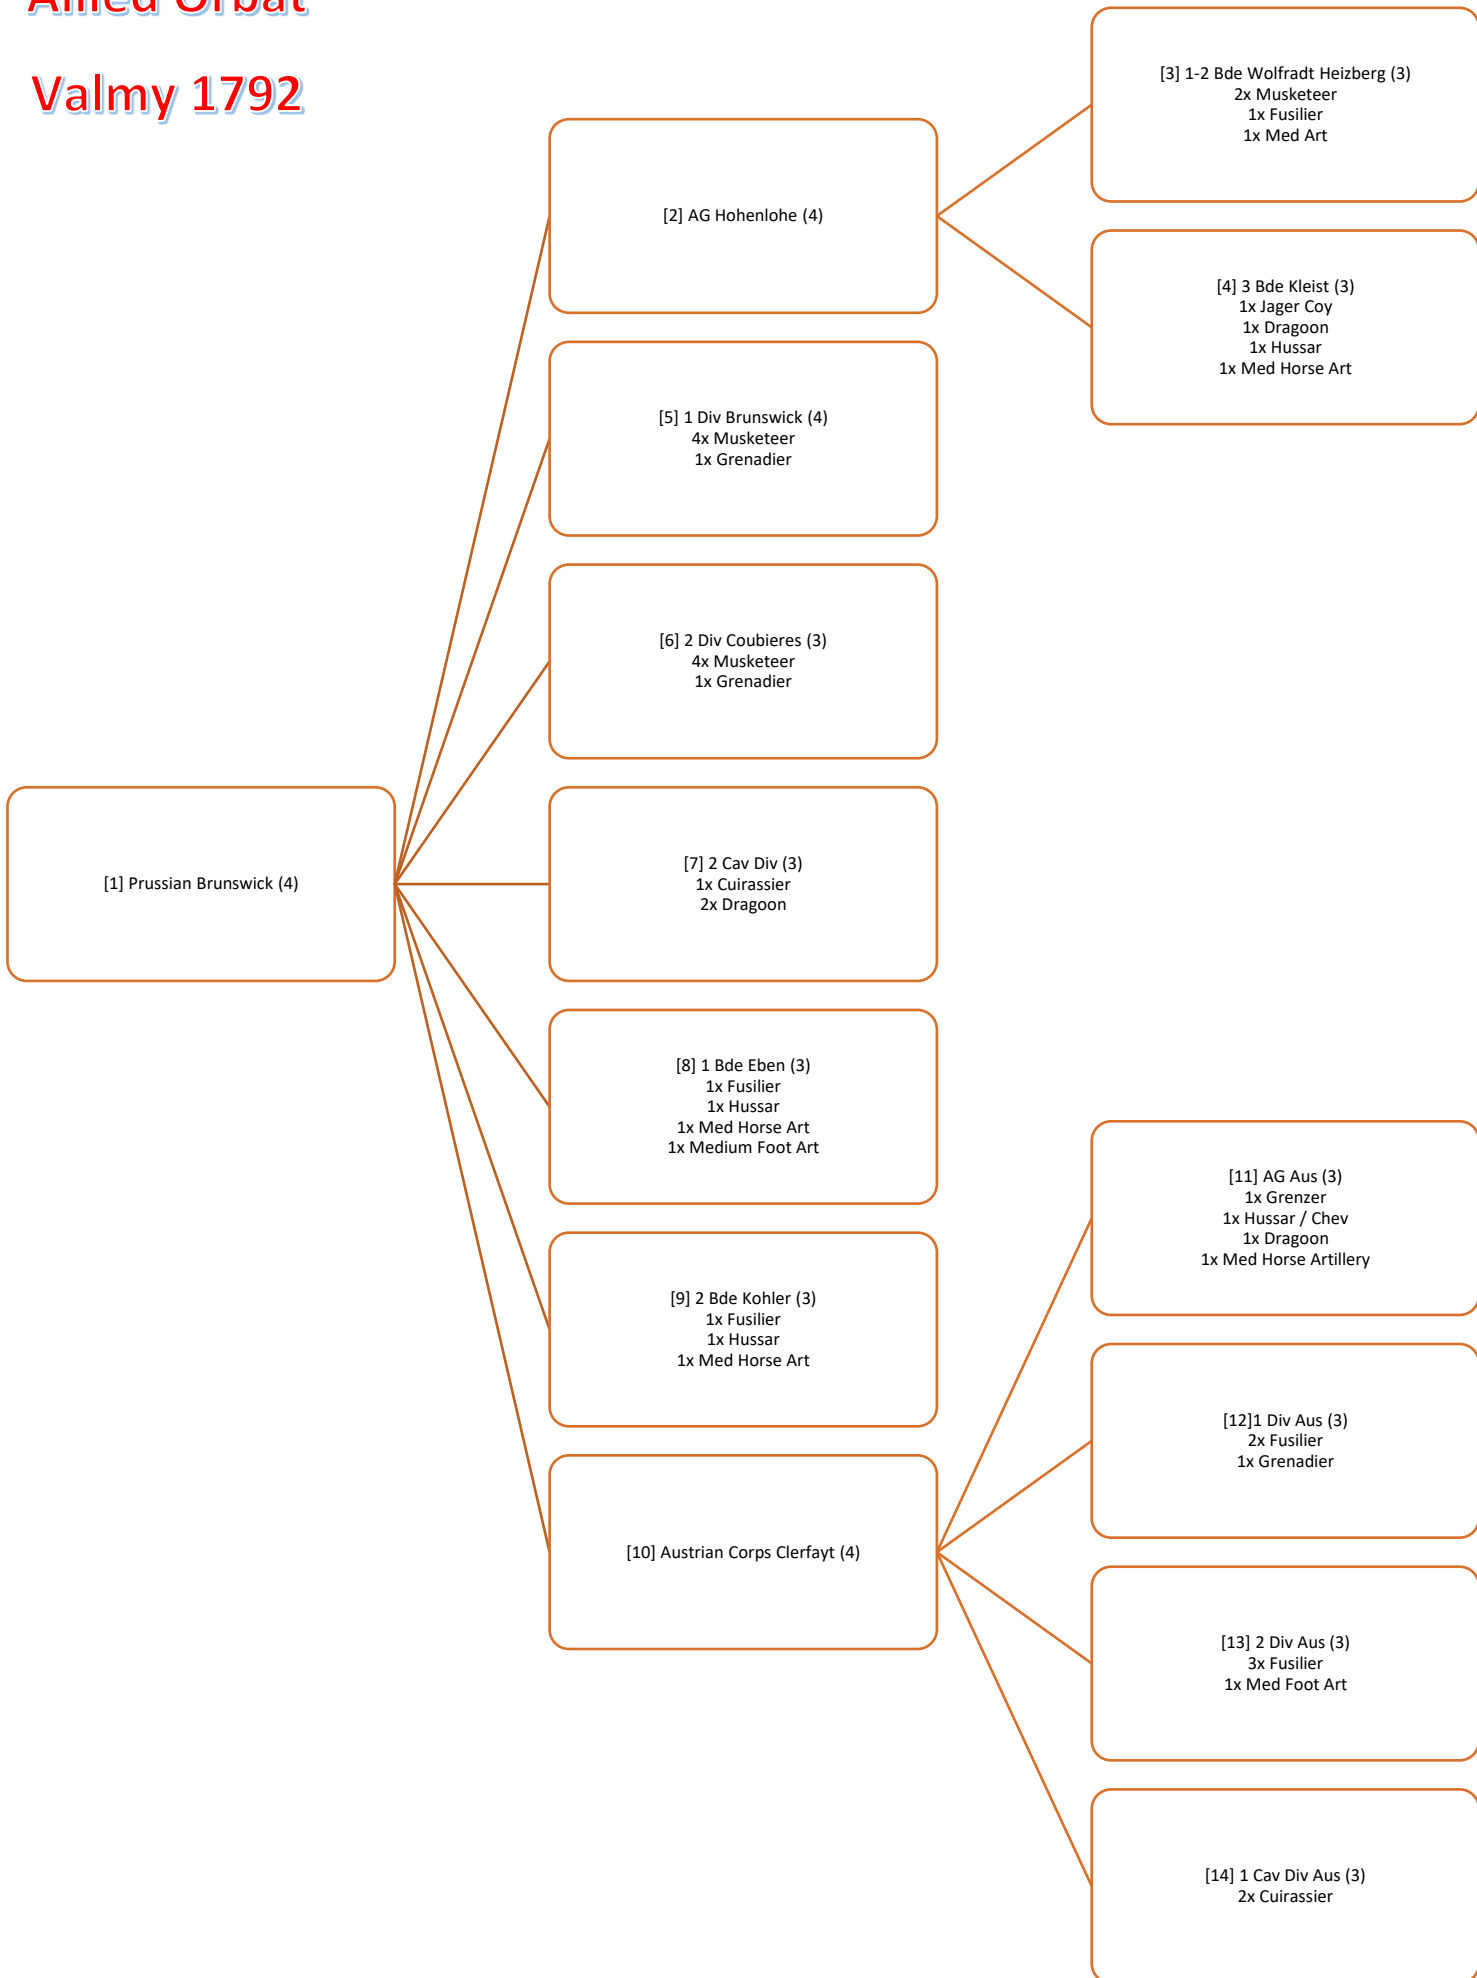 Allied Orbat
Valmy 1792
[1] Prussian Brunswick (4)
[2] AG Hohenlohe (4)
[3] 1-2 Bde Wolfradt Heizberg (3)
2x Musketeer
1x Fusilier
1x Med Art
[4] 3 Bde Kleist (3)
1x Jager Coy
1x Dragoon
1x Hussar
1x Med Horse Art
[5] 1 Div Brunswick (4)
4x Musketeer
1x Grenadier
[6] 2 Div Coubieres (3)
4x Musketeer
1x Grenadier
[7] 2 Cav Div (3)
1x Cuirassier
2x Dragoon
[8] 1 Bde Eben (3)
1x Fusilier
1x Hussar
1x Med Horse Art
1x Medium Foot Art
[9] 2 Bde Kohler (3)
1x Fusilier
1x Hussar
1x Med Horse Art
[10] Austrian Corps Clerfayt (4)
[11] AG Aus (3)
1x Grenzer
1x Hussar / Chev
1x Dragoon
1x Med Horse Artillery
[12]1 Div Aus (3)
2x Fusilier
1x Grenadier
[13] 2 Div Aus (3)
3x Fusilier
1x Med Foot Art
[14] 1 Cav Div Aus (3)
2x Cuirassier